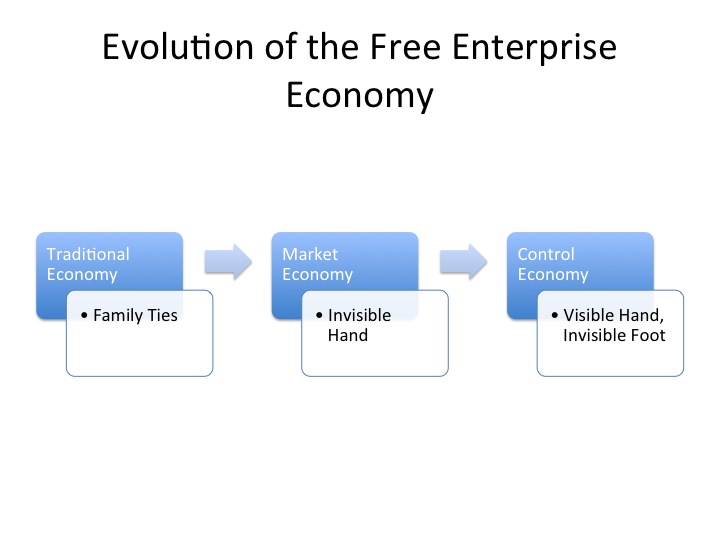 Evolution of the Free Enterprise
Economy
Traditional
Economy
• Family Ties
Market
Economy
• Invisible
Hand
Control
Economy
• Visible Hand,
Invisible Foot